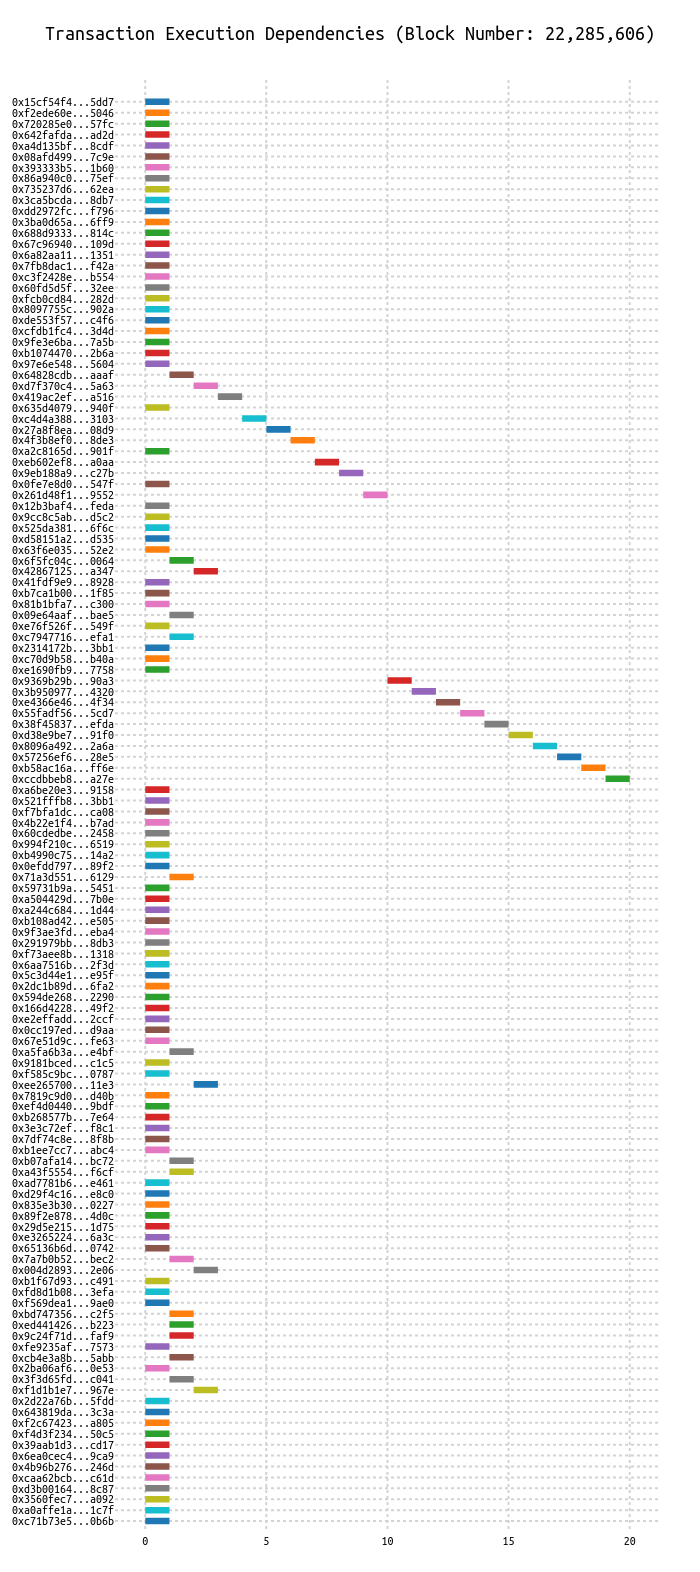 Transaction Execution Dependencies (Block Number: 22,285,606)
0x15cf54f4...5dd7
0xf2ede60e...5046
0x720285e0...57fc
0x642fafda...ad2d
0xa4d135bf...8cdf
0x08afd499...7c9e
0x393333b5...1b60
0x86a940c0...75ef
0x735237d6...62ea
0x3ca5bcda...8db7
0xdd2972fc...f796
0x3ba0d65a...6ff9
0x688d9333...814c
0x67c96940...109d
0x6a82aa11...1351
0x7fb8dac1...f42a
0xc3f2428e...b554
0x60fd5d5f...32ee
0xfcb0cd84...282d
0x8097755c...902a
0xde553f57...c4f6
0xcfdb1fc4...3d4d
0x9fe3e6ba...7a5b
0xb1074470...2b6a
0x97e6e548...5604
0x64828cdb...aaaf
0xd7f370c4...5a63
0x419ac2ef...a516
0x635d4079...940f
0xc4d4a388...3103
0x27a8f8ea...08d9
0x4f3b8ef0...8de3
0xa2c8165d...901f
0xeb602ef8...a0aa
0x9eb188a9...c27b
0x0fe7e8d0...547f
0x261d48f1...9552
0x12b3baf4...feda
0x9cc8c5ab...d5c2
0x525da381...6f6c
0xd58151a2...d535
0x63f6e035...52e2
0x6f5fc04c...0064
0x42867125...a347
0x41fdf9e9...8928
0xb7ca1b00...1f85
0x81b1bfa7...c300
0x09e64aaf...bae5
0xe76f526f...549f
0xc7947716...efa1
0x2314172b...3bb1
0xc70d9b58...b40a
0xe1690fb9...7758
0x9369b29b...90a3
0x3b950977...4320
0xe4366e46...4f34
0x55fadf56...5cd7
0x38f45837...efda
0xd38e9be7...91f0
0x8096a492...2a6a
0x57256ef6...28e5
0xb58ac16a...ff6e
0xccdbbeb8...a27e
0xa6be20e3...9158
0x521fffb8...3bb1
0xf7bfa1dc...ca08
0x4b22e1f4...b7ad
0x60cdedbe...2458
0x994f210c...6519
0xb4990c75...14a2
0x0efdd797...89f2
0x71a3d551...6129
0x59731b9a...5451
0xa504429d...7b0e
0xa244c684...1d44
0xb108ad42...e505
0x9f3ae3fd...eba4
0x291979bb...8db3
0xf73aee8b...1318
0x6aa7516b...2f3d
0x5c3d44e1...e95f
0x2dc1b89d...6fa2
0x594de268...2290
0x166d4228...49f2
0xe2effadd...2ccf
0x0cc197ed...d9aa
0x67e51d9c...fe63
0xa5fa6b3a...e4bf
0x9181bced...c1c5
0xf585c9bc...0787
0xee265700...11e3
0x7819c9d0...d40b
0xef4d0440...9bdf
0xb268577b...7e64
0x3e3c72ef...f8c1
0x7df74c8e...8f8b
0xb1ee7cc7...abc4
0xb07afa14...bc72
0xa43f5554...f6cf
0xad7781b6...e461
0xd29f4c16...e8c0
0x835e3b30...0227
0x89f2e878...4d0c
0x29d5e215...1d75
0xe3265224...6a3c
0x65136b6d...0742
0x7a7b0b52...bec2
0x004d2893...2e06
0xb1f67d93...c491
0xfd8d1b08...3efa
0xf569dea1...9ae0
0xbd747356...c2f5
0xed441426...b223
0x9c24f71d...faf9
0xfe9235af...7573
0xcb4e3a8b...5abb
0x2ba06af6...0e53
0x3f3d65fd...c041
0xf1d1b1e7...967e
0x2d22a76b...5fdd
0x643819da...3c3a
0xf2c67423...a805
0xf4d3f234...50c5
0x39aab1d3...cd17
0x6ea0cec4...9ca9
0x4b96b276...246d
0xcaa62bcb...c61d
0xd3b00164...8c87
0x3560fec7...a092
0xa0affe1a...1c7f
0xc71b73e5...0b6b
0 5 10 15 20